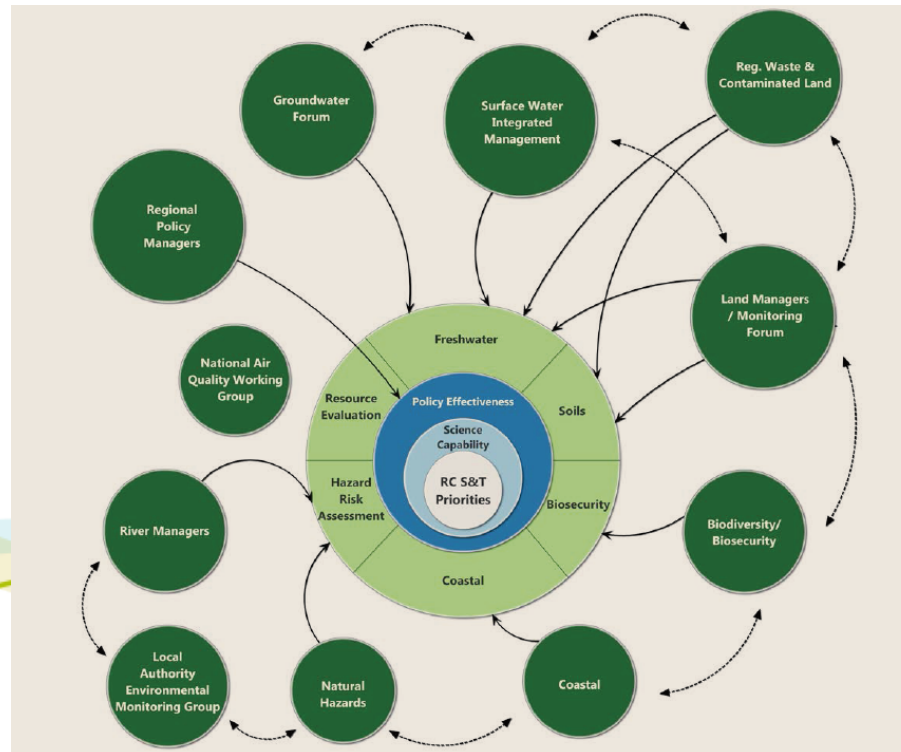 Groundwater
Forum
Surface Water
Integrated
Management
Reg. Waste &
Contaminated Land
Regional
Policy
Managers
Land Managers
/ Monitoring
Forum
National Air
Quality Working
Group
Freshwater
Resource
Evaluation
Policy Effectiveness
Soils
Science
Capability
RC S&T
Priorities
Hazard
Risk
Assessment
Biosecurity
Coastal
River Managers
Biodiversity/
Biosecurity
Local
Authority
Environmental
Monitoring Group
Natural
Hazards
Coastal